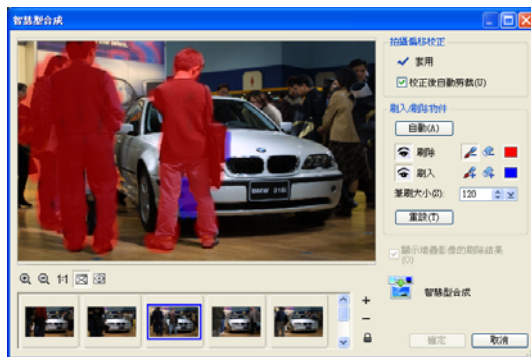 智慧型合成
拍攝偏移校正
套用
校正後自動剪裁(U)
刷入/刷除物件
自動(A)
刷除
刷入
筆刷大小(S): 120
重設(T)
顯示堆疊影像的刷除結果
(O)
BMW 318i
1:1
智慧型合成
確定
取消